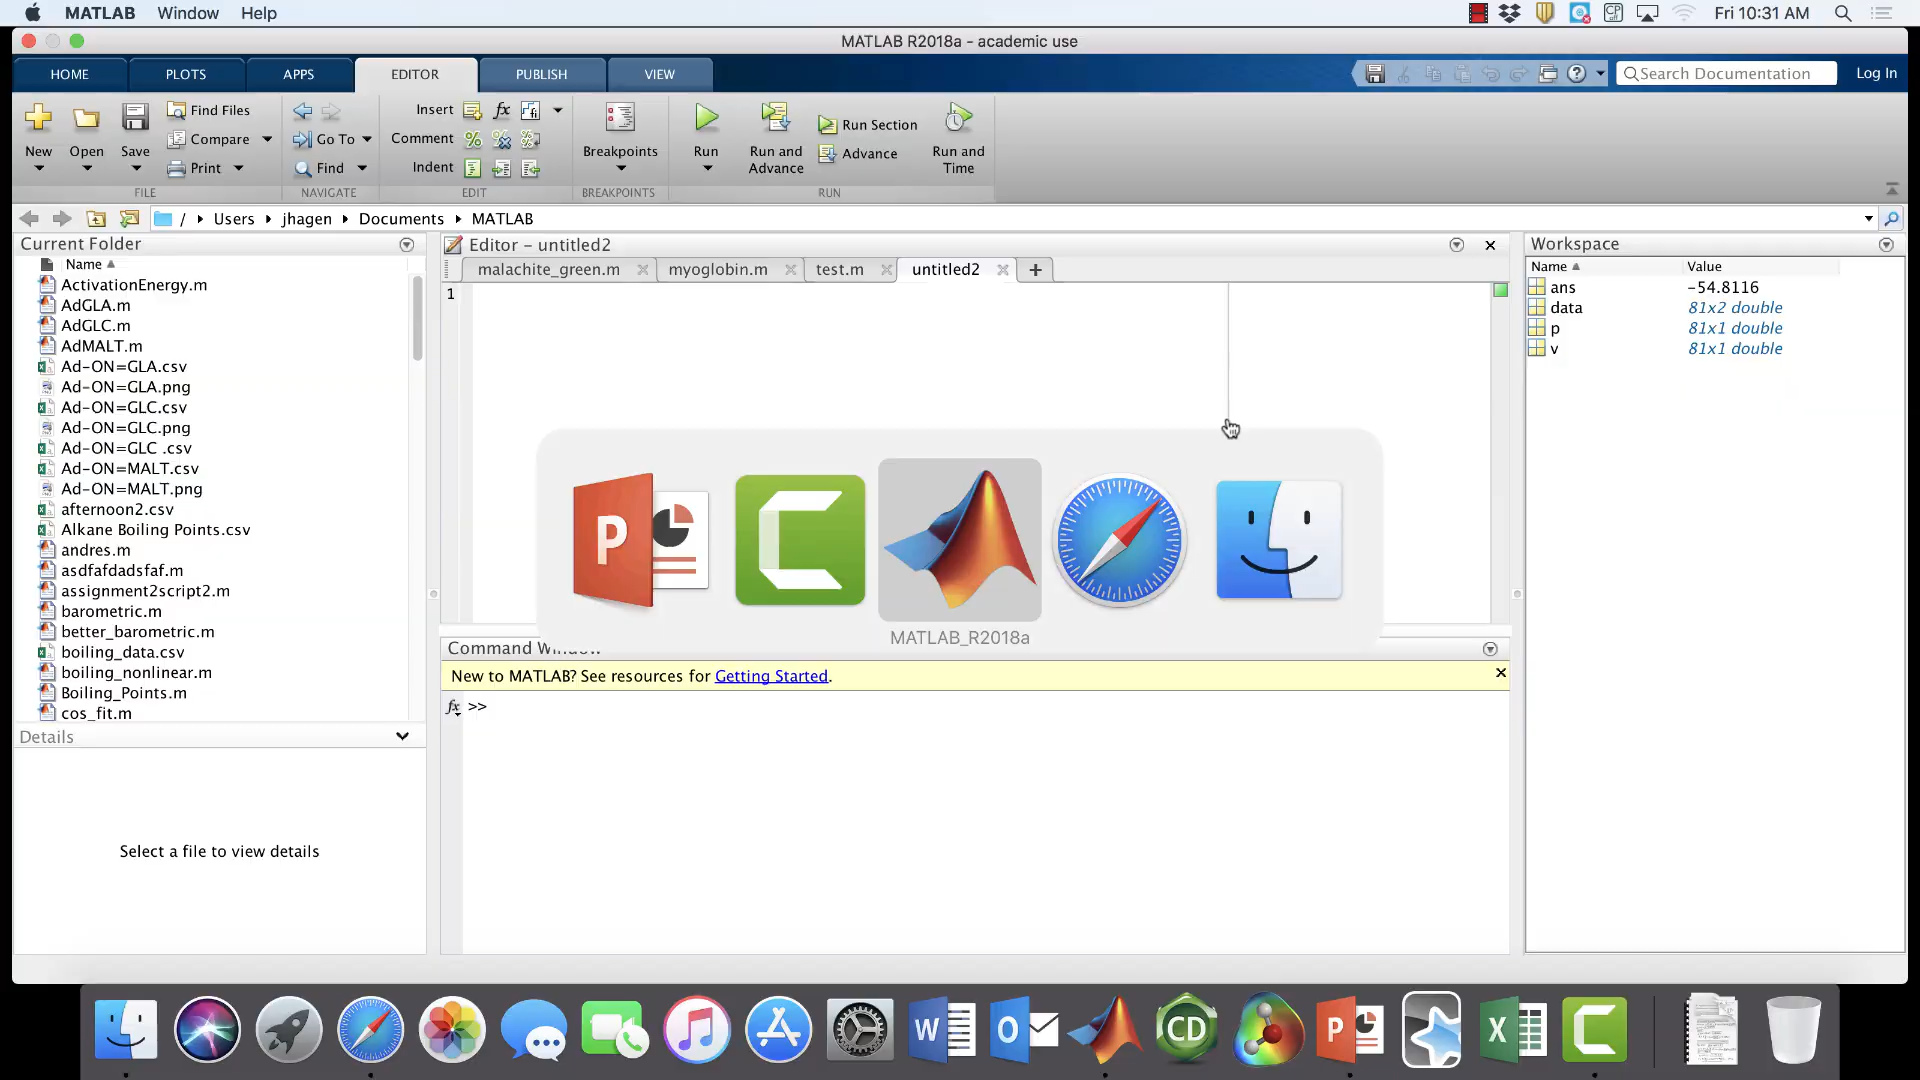 MATLAB Window Help
CP
Fri 10:31 AM
MATLAB R2018a - academic use
HOME PLOTS APPS EDITOR PUBLISH VIEW
Search Documentation
Log In
New
Open
Save
Find Files
Compare
Print
FILE
Go To
Find
NAVIGATE
Insert
Comment
Indent
EDIT
Breakpoints
BREAKPOINTS
Run
Run and
Advance
Run Section
Advance
Run and
Time
RUN
/ Users jhagen Documents MATLAB
Current Folder
Name
ActivationEnergy.m
AdGLA.m
AdGLC.m
AdMALT.m
Ad-ON=GLA.csv
Ad-ON=GLA.png
Ad-ON=GLC.csv
Ad-ON=GLC.png
Ad-ON=GLC .csv
Ad-ON=MALT.csv
Ad-ON=MALT.png
afternoon2.csv
Alkane Boiling Points.csv
andres.m
asdfafdadsfaf.m
assignment2script2.m
barometric.m
better_barometric.m
boiling_data.csv
boiling_nonlinear.m
Boiling_Points.m
cos_fit.m
Details
Select a file to view details
Editor - untitled2
malachite_green.m myoglobin.m test.m untitled2
1
P
MATLAB_R2018a
Command Window
New to MATLAB? See resources for Getting Started.
fx >>
Workspace
Name Value
ans -54.8116
data 81x2 double
p 81x1 double
v 81x1 double
W
O
CD
H H
P
X
C